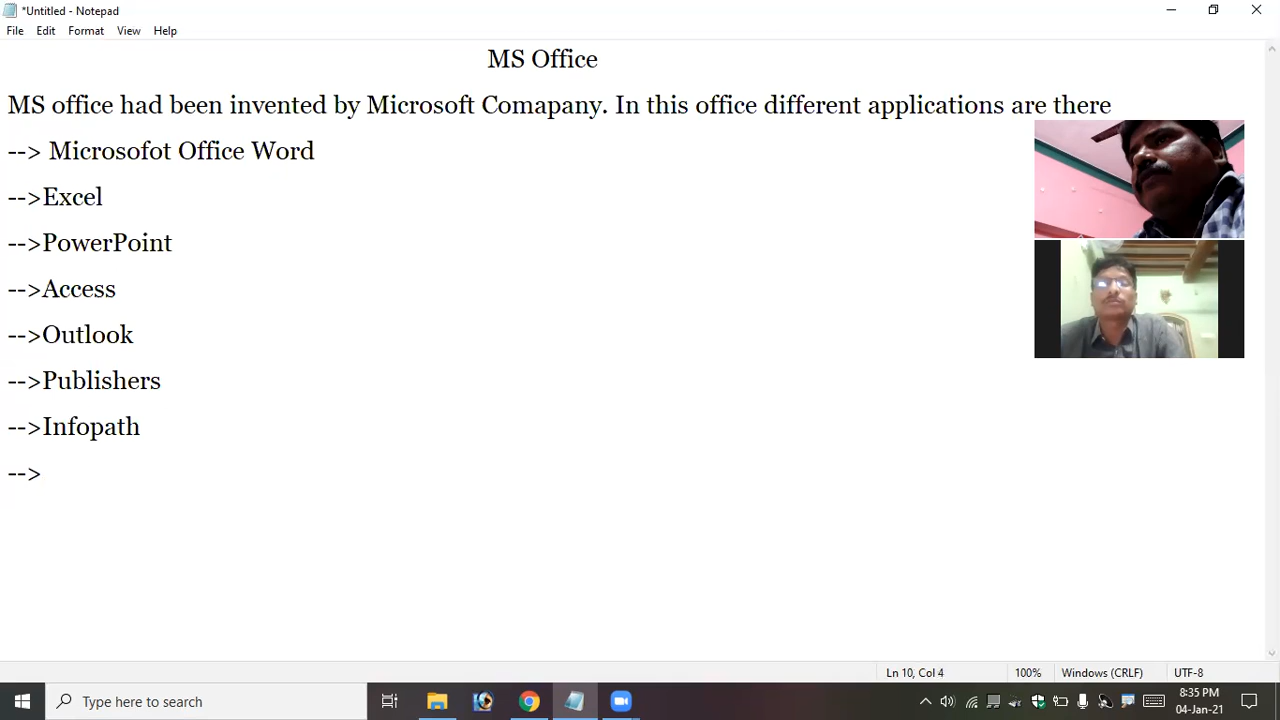 *Untitled - Notepad
File Edit Format View Help
MS Office
MS office had been invented by Microsoft Comapany. In this office different applications are there
--> Microsofot Office Word
-->Excel
-->PowerPoint
-->Access
-->Outlook
-->Publishers
-->Infopath
-->
Ln 10, Col 4 100% Windows (CRLF) UTF-8
Type here to search
8:35 PM
04-Jan-21